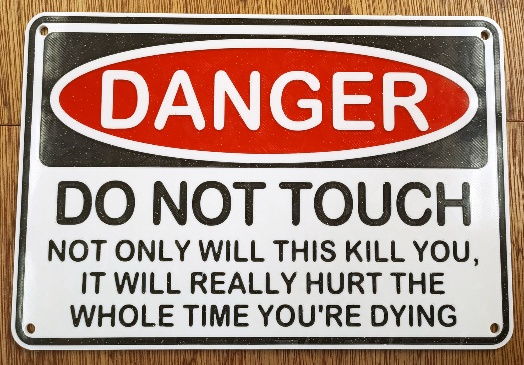 DANGER
DO NOT TOUCH
NOT ONLY WILL THIS KILL YOU,
IT WILL REALLY HURT THE
WHOLE TIME YOU'RE DYING